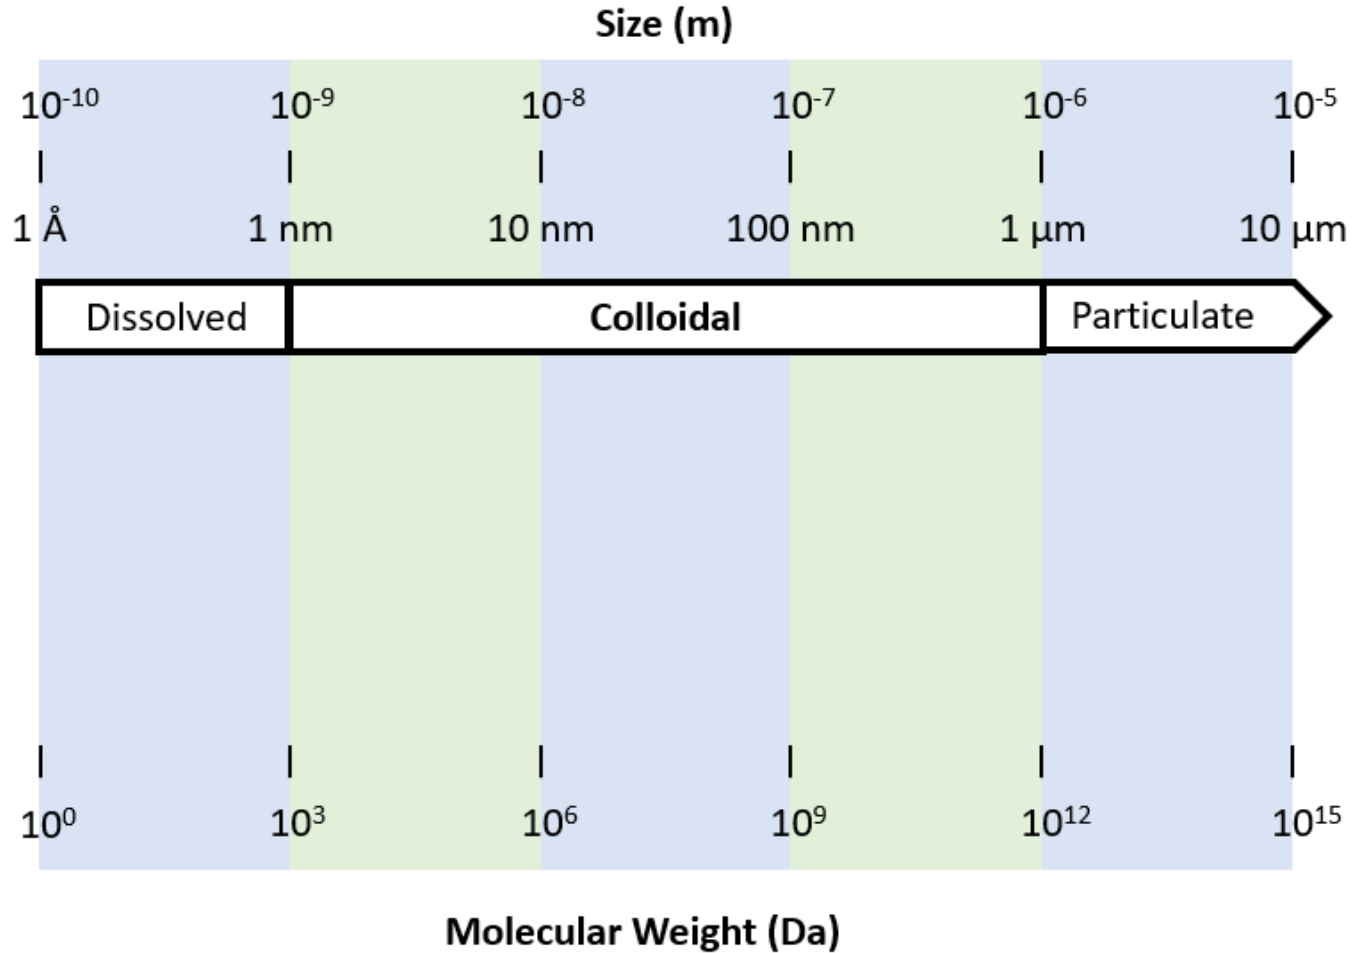 Size (m)
10⁻¹⁰ 10⁻⁹ 10⁻⁸ 10⁻⁷ 10⁻⁶ 10⁻⁵
1 Å 1 nm 10 nm 100 nm 1 µm 10 µm
Dissolved Colloidal Particulate
10⁰ 10³ 10⁶ 10⁹ 10¹² 10¹⁵
Molecular Weight (Da)